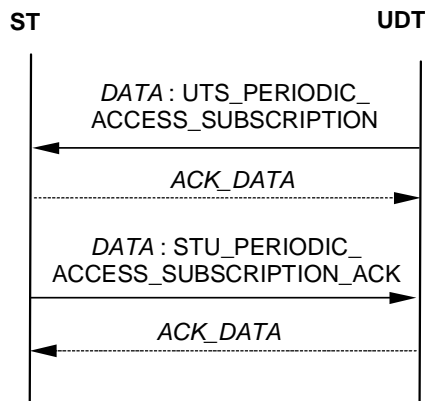 ST UDT
DATA : UTS_PERIODIC_
ACCESS_SUBSCRIPTION
ACK_DATA
DATA : STU_PERIODIC_
ACCESS_SUBSCRIPTION_ACK
ACK_DATA